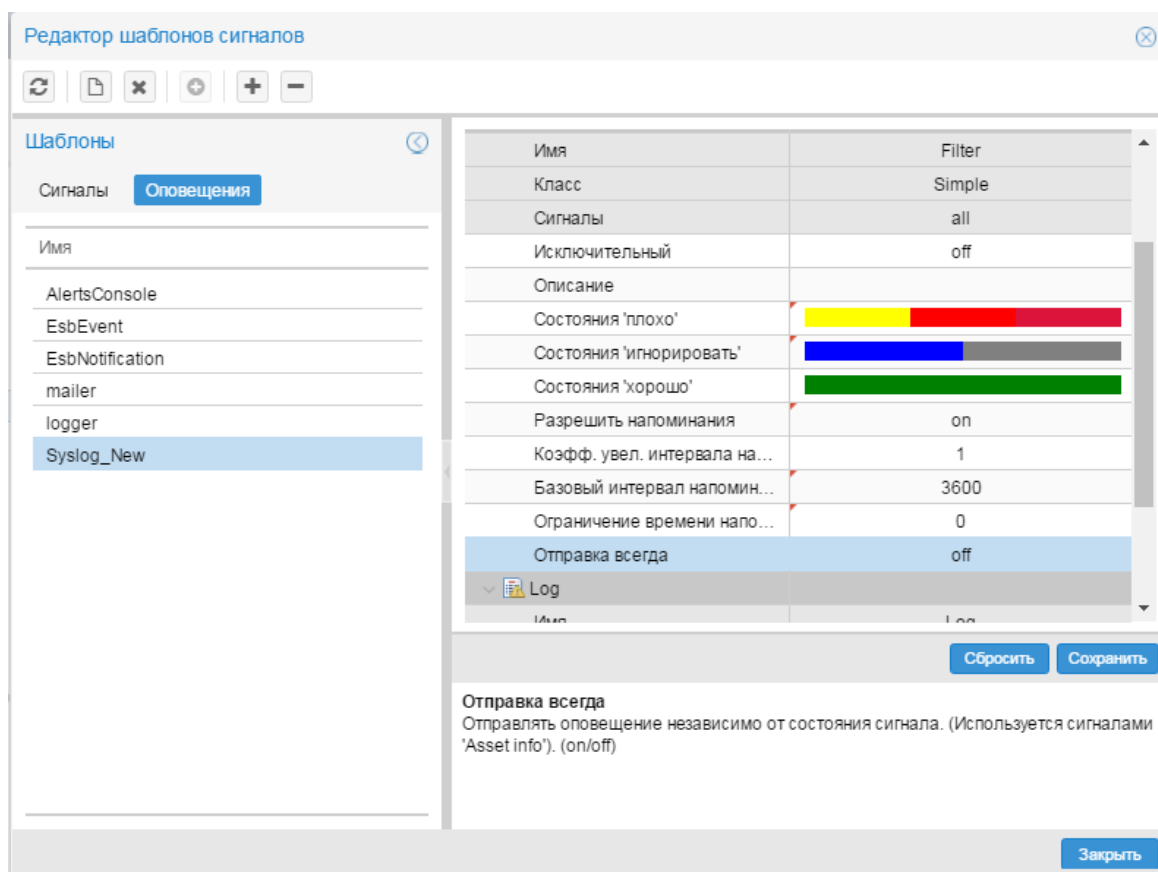 Редактор шаблонов сигналов
Шаблоны
Сигналы Оповещения
Имя
AlertsConsole
EsbEvent
EsbNotification
mailer
logger
Syslog_New
Имя Filter
Класс Simple
Сигналы all
Исключительный off
Описание
Состояния 'плохо'
Состояния 'игнорировать'
Состояния 'хорошо'
Разрешить напоминания on
Коэфф. увел. интервала на... 1
Базовый интервал напомин... 3600
Ограничение времени напо... 0
Отправка всегда off
Log
Имя Log
Сбросить Сохранить
Отправка всегда
Отправлять оповещение независимо от состояния сигнала. (Используется сигналами
'Asset info'). (on/off)
Закрыть